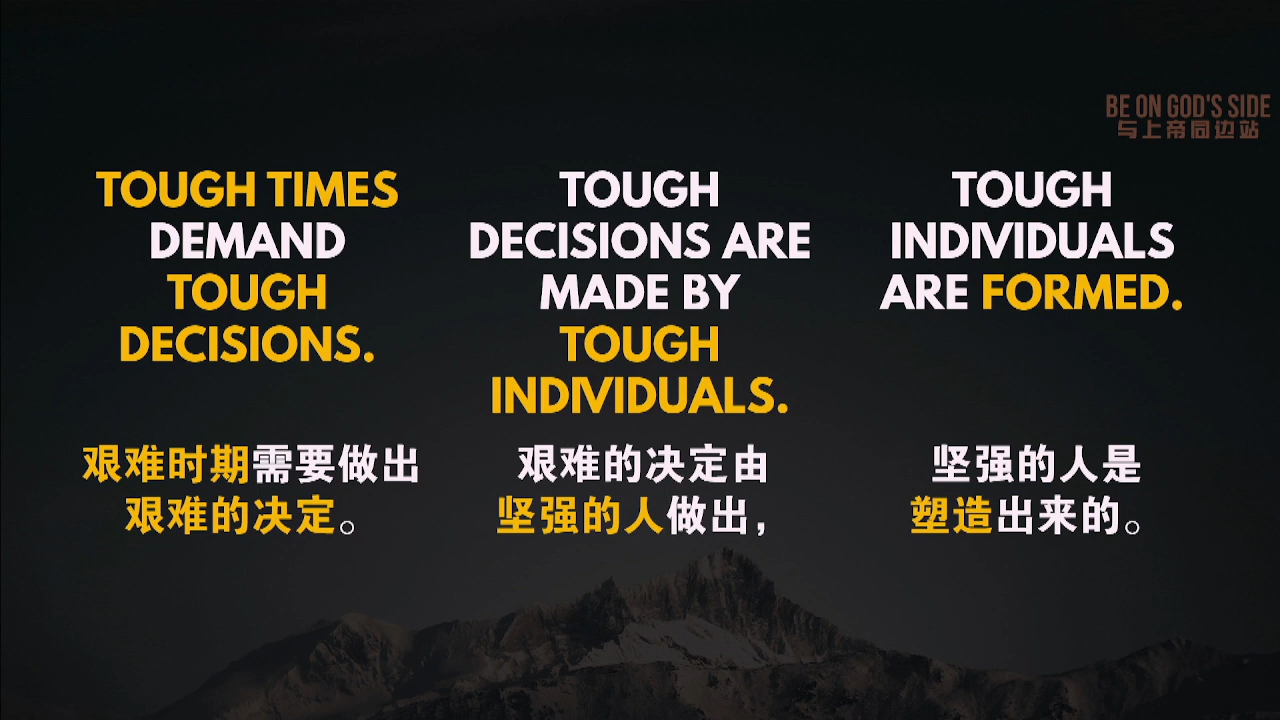 BE ON GOD'S SIDE
与上帝同边站
TOUGH TIMES
DEMAND
TOUGH
DECISIONS.
艰难时期需要做出
艰难的决定。
TOUGH
DECISIONS ARE
MADE BY
TOUGH
INDIVIDUALS.
艰难的决定由
坚强的人做出，
TOUGH
INDIVIDUALS
ARE FORMED.
坚强的人是
塑造出来的。